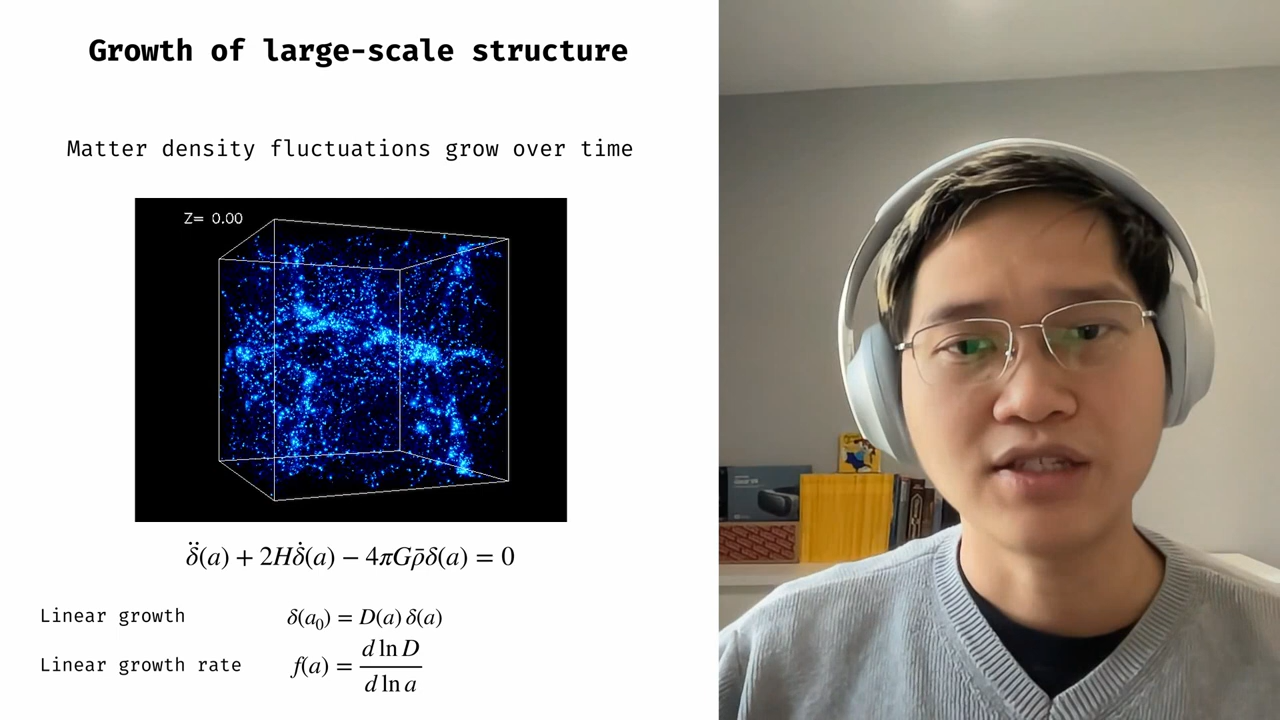 Growth of large-scale structure
Matter density fluctuations grow over time
Z= 0.00
δ̈(a) + 2Hδ̇(a) − 4πGρ̄δ(a) = 0
Linear growth δ(a₀) = D(a) δ(a)
Linear growth rate f(a) = d ln D / d ln a